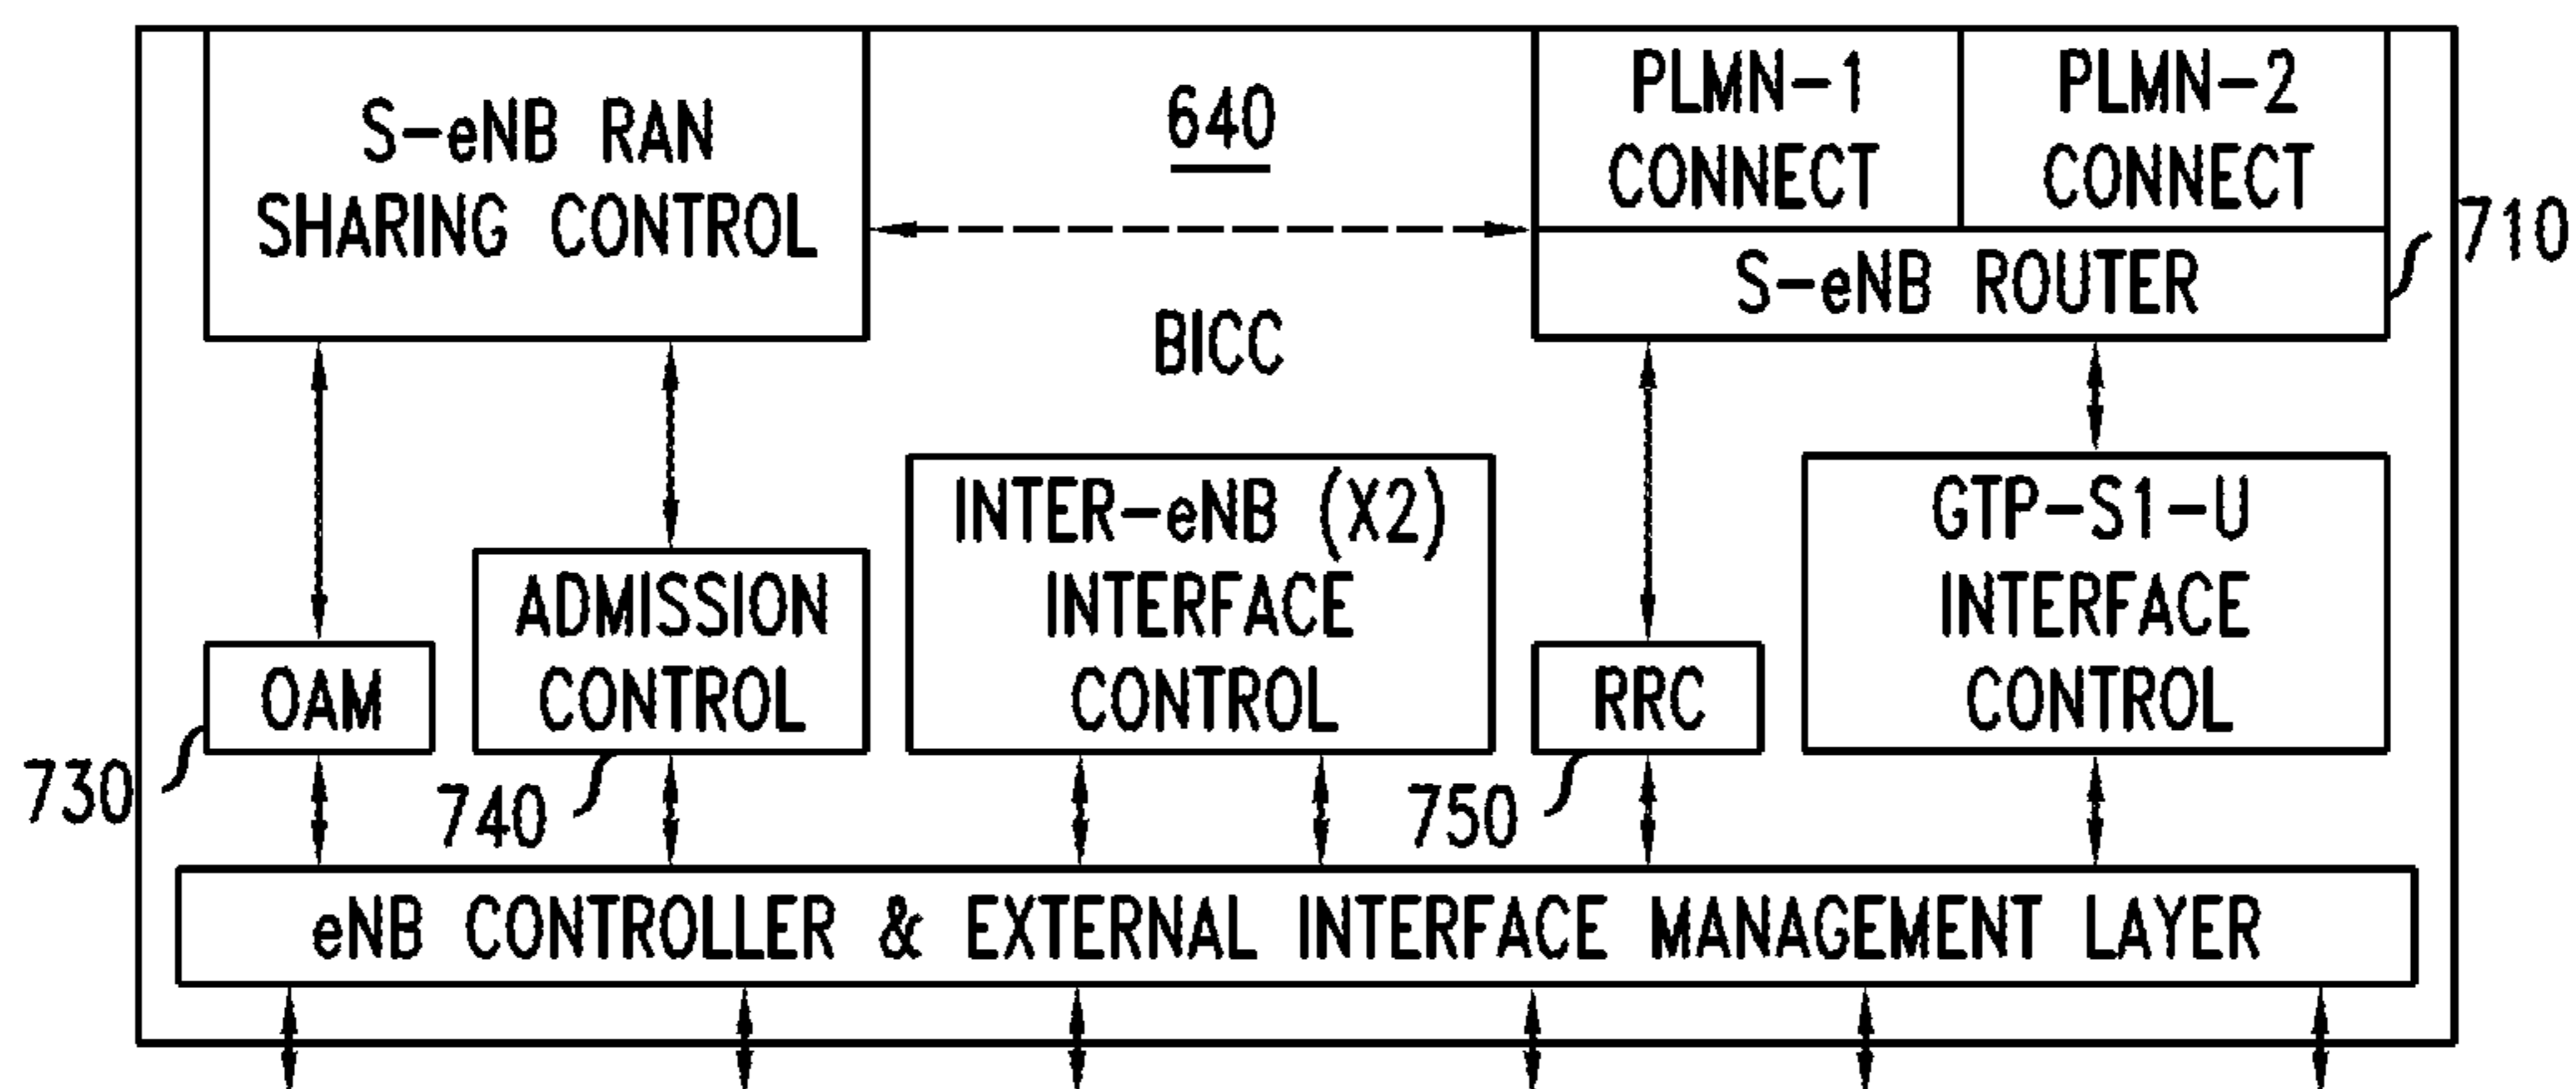 S-eNB RAN
SHARING CONTROL
640
BICC
PLMN-1
CONNECT
PLMN-2
CONNECT
S-eNB ROUTER
710
OAM
730
ADMISSION
CONTROL
740
INTER-eNB (X2)
INTERFACE
CONTROL
RRC
750
GTP-S1-U
INTERFACE
CONTROL
eNB CONTROLLER & EXTERNAL INTERFACE MANAGEMENT LAYER